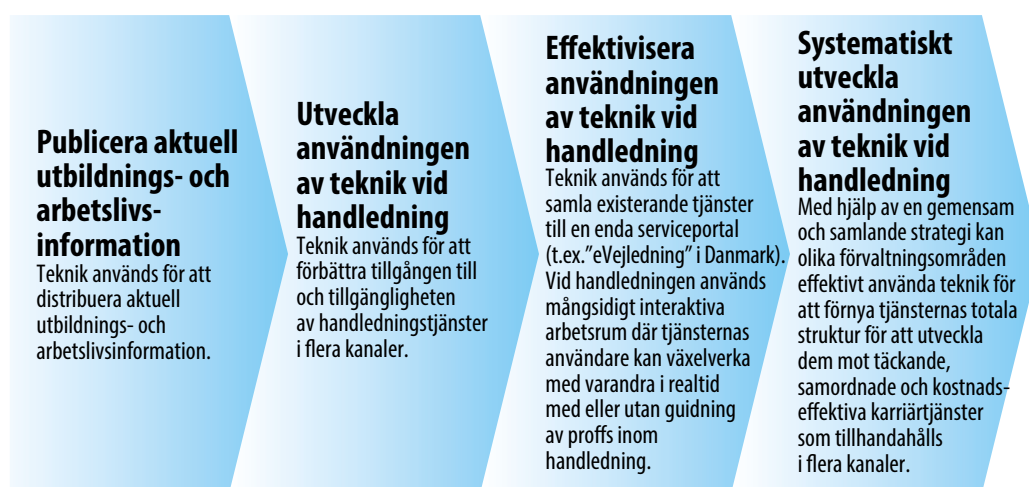 Publicera aktuell
utbildnings- och
arbetslivs-
information
Teknik används för att
distribuera aktuell
utbildnings- och
arbetslivsinformation.
Utveckla
användningen
av teknik vid
handledning
Teknik används för att
förbättra tillgången till
och tillgängligheten
av handledningstjänster
i flera kanaler.
Effektivisera
användningen
av teknik vid
handledning
Teknik används för att
samla existerande tjänster
till en enda serviceportal
(t.ex."eVejledning" i Danmark).
Vid handledningen används
mångsidigt interaktiva
arbetsrum där tjänsternas
användare kan växelverka
med varandra i realtid
med eller utan guidning
av proffs inom
handledning.
Systematiskt
utveckla
användningen
av teknik vid
handledning
Med hjälp av en gemensam
och samlande strategi kan
olika förvaltningsområden
effektivt använda teknik för
att förnya tjänsternas totala
struktur för att utveckla
dem mot täckande,
samordnade och kostnads-
effektiva karriärtjänster
som tillhandahålls
i flera kanaler.